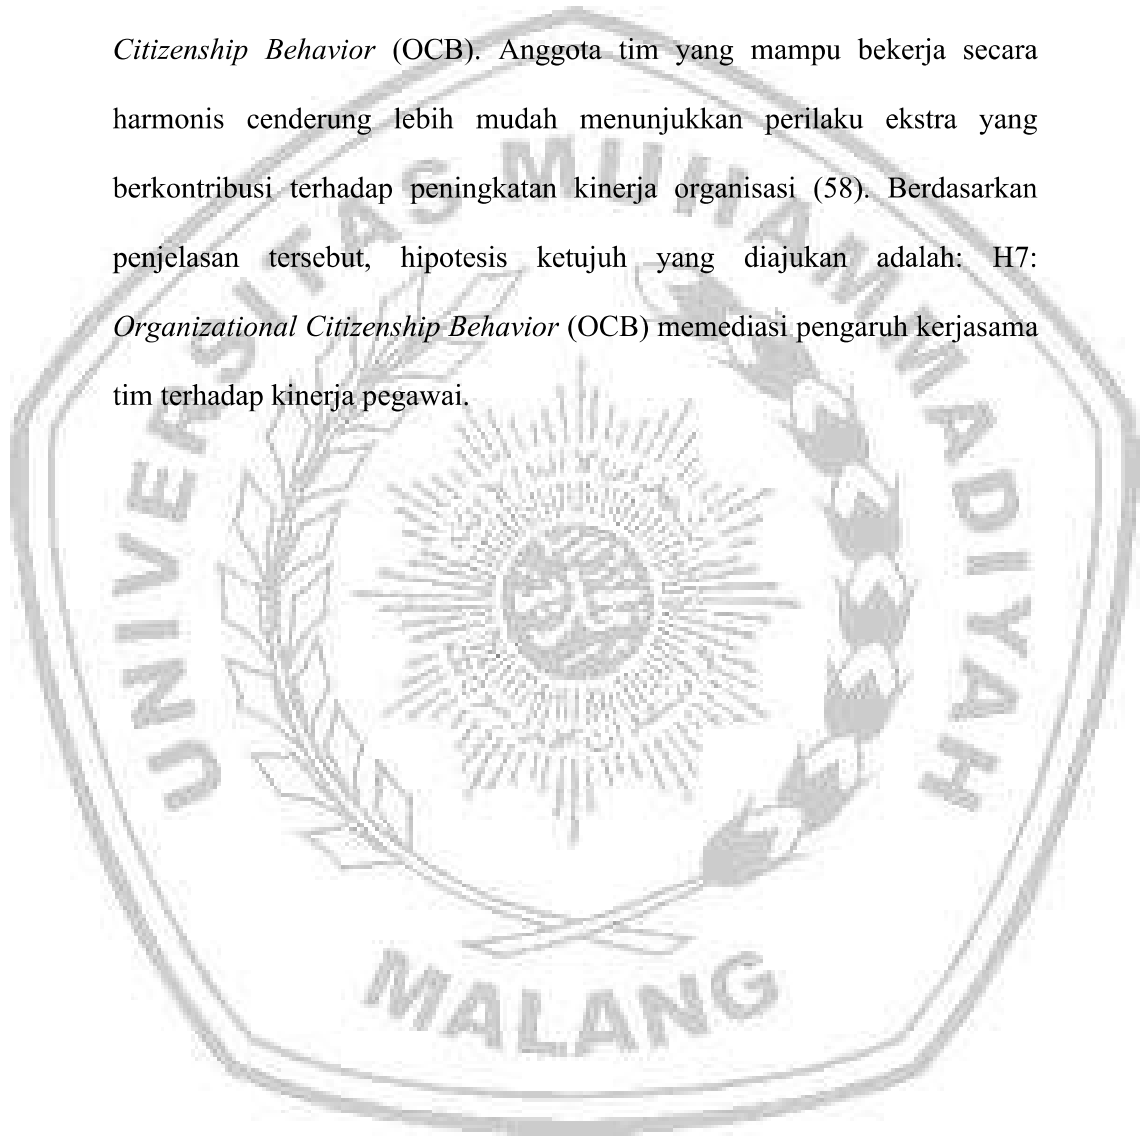 Citizenship Behavior (OCB). Anggota tim yang mampu bekerja secara
harmonis cenderung lebih mudah menunjukkan perilaku ekstra yang
berkontribusi terhadap peningkatan kinerja organisasi (58). Berdasarkan
penjelasan tersebut, hipotesis ketujuh yang diajukan adalah: H7:
Organizational Citizenship Behavior (OCB) memediasi pengaruh kerjasama
tim terhadap kinerja pegawai.
UNIVERSITAS MUHAMMADIYAH
MALANG